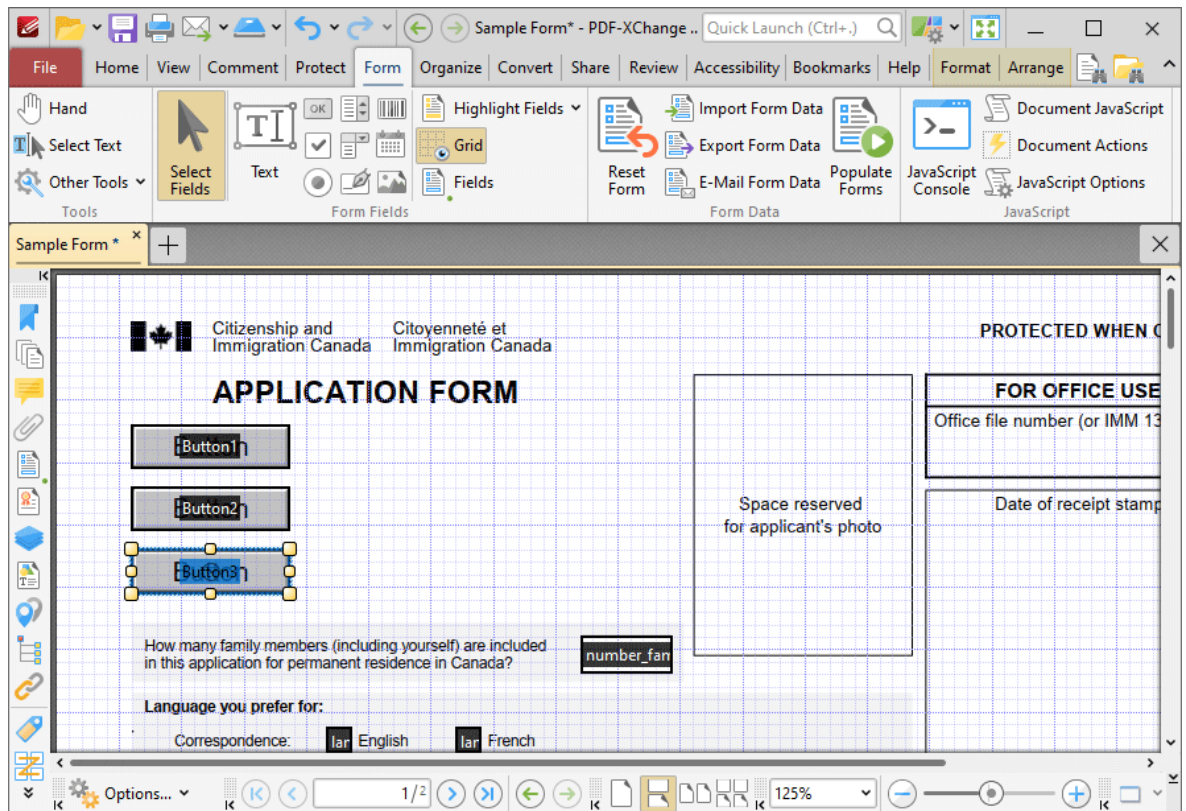 Sample Form* - PDF-XChange .. Quick Launch (Ctrl+.)
File Home View Comment Protect Form Organize Convert Share Review Accessibility Bookmarks Help Format Arrange
Hand
Select Text
Other Tools
Tools
Select Fields
Text
OK
Highlight Fields
Grid
Fields
Form Fields
Reset Form
Import Form Data
Export Form Data
E-Mail Form Data
Populate Forms
Form Data
JavaScript Console
Document JavaScript
Document Actions
JavaScript Options
JavaScript
Sample Form *
Citizenship and
Immigration Canada
Citoyenneté et
Immigration Canada
PROTECTED WHEN
APPLICATION FORM
FOR OFFICE USE
Office file number (or IMM 13
Button1
Button2
Button3
Space reserved
for applicant's photo
Date of receipt stamp
How many family members (including yourself) are included
in this application for permanent residence in Canada?
number_fam
Language you prefer for:
Correspondence: lar English lar French
Options... 1/2 125%